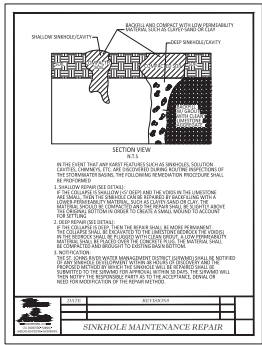 BACKFILL AND COMPACT WITH LOW PERMEABILITY
MATERIAL SUCH AS CLAYEY-SAND OR CLAY
SHALLOW SINKHOLE/CAVITY
DEEP SINKHOLE/CAVITY
SECTION VIEW
N.T.S
IN THE EVENT THAT ANY KARST FEATURES SUCH AS SINKHOLES, SOLUTION
CAVITIES, CHIMNEYS, ETC. ARE DISCOVERED DURING ROUTINE INSPECTIONS OF
THE STORMWATER BASINS, THE FOLLOWING REMEDIATION PROCEDURE SHALL
BE PROFORMED
1. SHALLOW REPAIR (SEE DETAIL):
IF THE COLLAPSE IS SHALLOW (<5' DEEP) AND THE VOIDS IN THE LIMESTONE
ARE SMALL, THEN THE SINKHOLE CAN BE REPAIRED BY BACKFILLING WITH A
LOWER-PERMEABILITY MATERIAL, SUCH AS CLAYEY-SAND OR CLAY. THE
MATERIAL SHOULD BE COMPACTED AND THE REPAIR SHALL BE SLIGHTLY ABOVE
THE ORIGINAL BOTTOM IN ORDER TO CREATE A SMALL MOUND TO ACCOUNT
FOR SETTLING
2. DEEP REPAIR (SEE DETAIL):
IF THE COLLAPSE IS DEEP, THEN THE REPAIR SHALL BE MORE PERMANENT.
THE COLLAPSE SHALL BE EXCAVATED TO THE LIMESTONE BEDROCK THE VOID(S)
IN THE BEDROCK SHALL BE PLUGGED WITH CLEAN GROUT, A LOW PERMEABILITY
MATERIAL SHALL BE PLACED OVER THE CONCRETE PLUG. THE MATERIAL SHALL
BE COMPACTED AND BROUGHT TO EXISTING BASIN BOTTOM.
3. NOTIFICATION:
THE ST. JOHNS RIVER WATER MANAGEMENT DISTRICT (SJRWMD) SHALL BE NOTIFIED
OF ANY SINKHOLE DEVELOPMENT WITHIN 48 HOURS OF DISCOVERY AND THE
PROPOSED METHOD BY WHICH THE SINKHOLE WILL BE REPAIRED SHALL BE
SUBMITTED TO THE SJRWMD FOR APPROVAL WITHIN 30 DAYS. THE SJRWMD WILL
THEN NOTIFY THE RESPONSIBLE PARTY AS TO THE ACCEPTANCE, DENIAL OR
NEED FOR MODIFICATION OF THE REPAIR METHOD.
DATE REVISIONS
SINKHOLE MAINTENANCE REPAIR